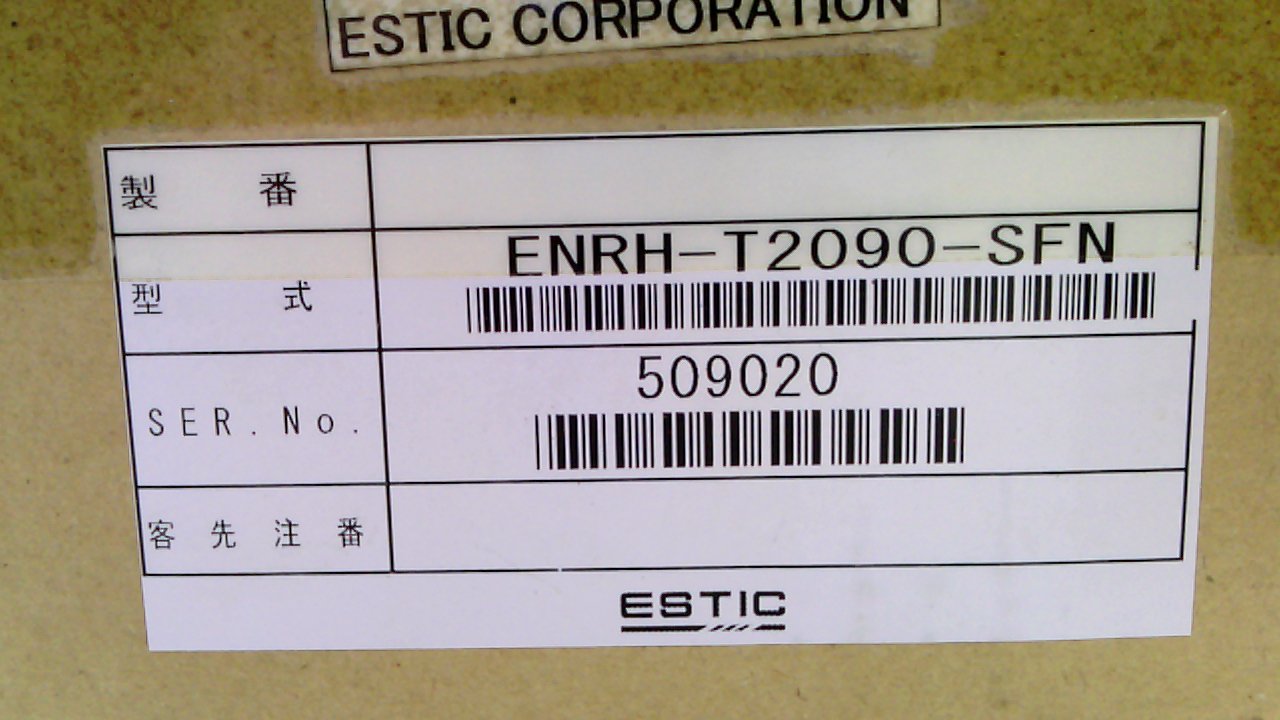 ESTIC CORPORATION
製番
型式 ENRH-T2090-SFN
SER.No. 509020
客先注番
ESTIC